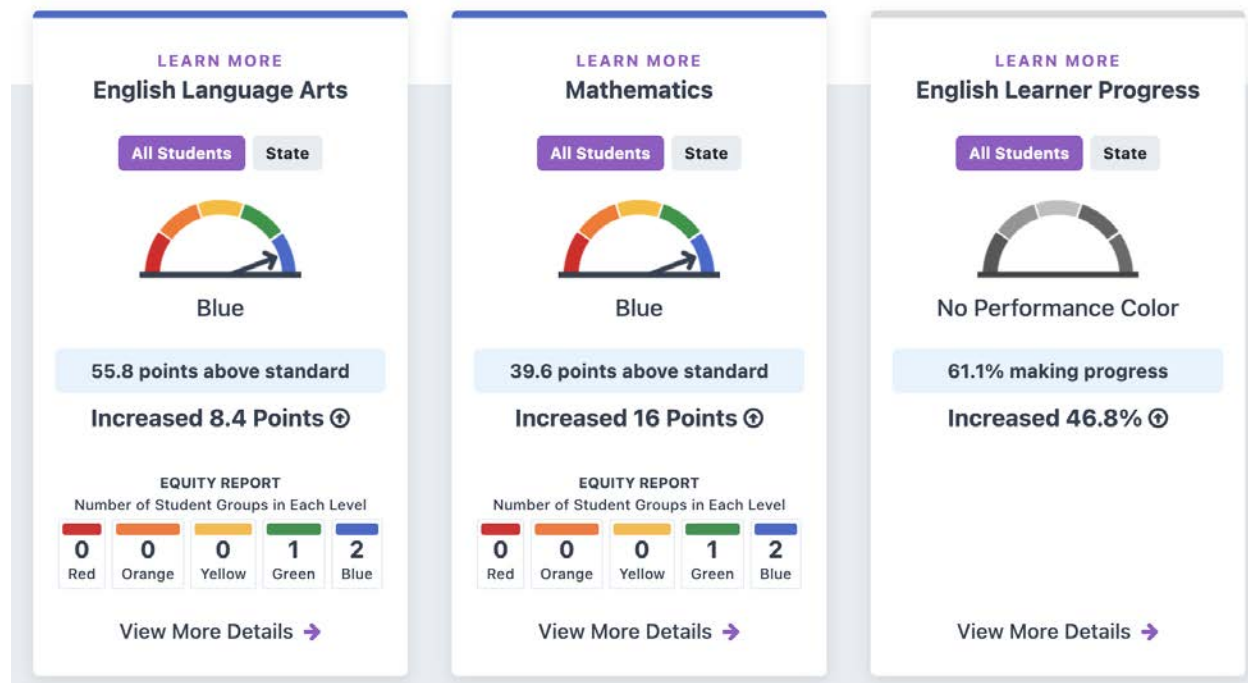 LEARN MORE
English Language Arts
All Students State
Blue
55.8 points above standard
Increased 8.4 Points
EQUITY REPORT
Number of Student Groups in Each Level
0 0 0 1 2
Red Orange Yellow Green Blue
View More Details
LEARN MORE
Mathematics
All Students State
Blue
39.6 points above standard
Increased 16 Points
EQUITY REPORT
Number of Student Groups in Each Level
0 0 0 1 2
Red Orange Yellow Green Blue
View More Details
LEARN MORE
English Learner Progress
All Students State
No Performance Color
61.1% making progress
Increased 46.8%
View More Details